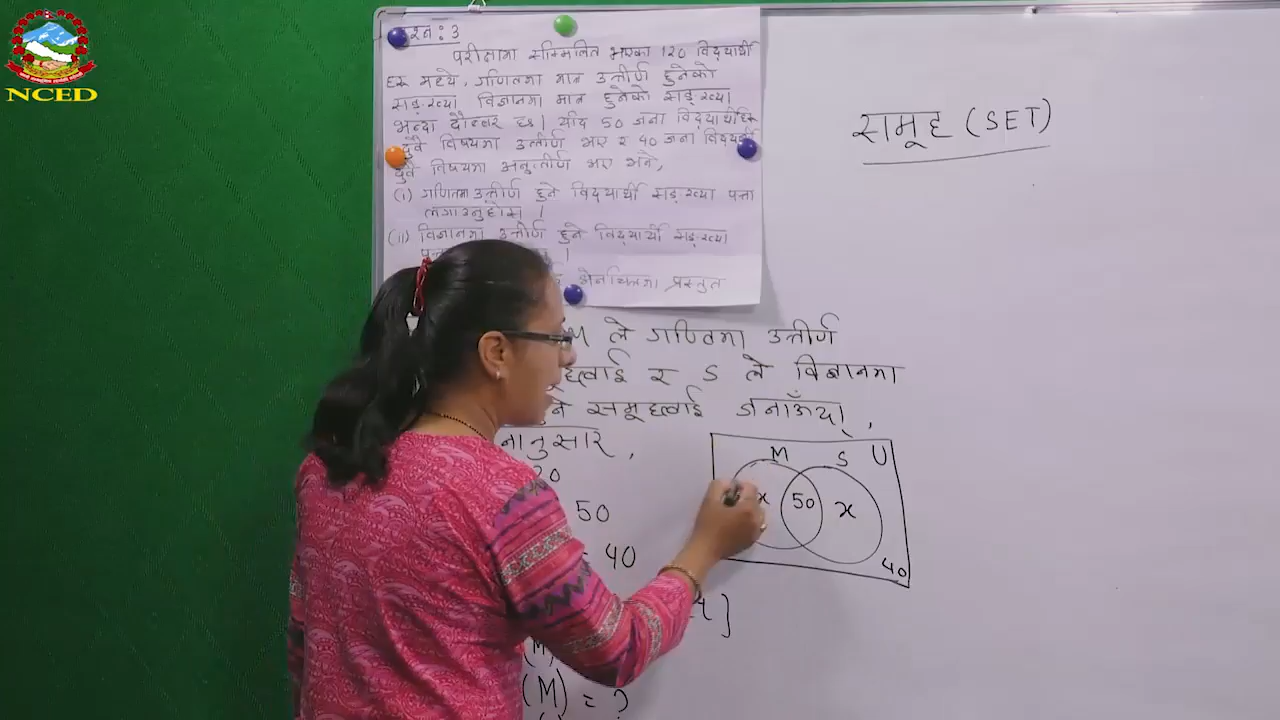 NCED
प्रश्न : 3
परीक्षामा सम्मिलित भएका 120 विद्यार्थी
हरू मध्ये, गणितमा मात्र उत्तीर्ण हुनेको
सङ्ख्या विज्ञानमा मात्र हुनेको सङ्ख्या
भन्दा दोब्बर छ। यदि 50 जना विद्यार्थीहरू
दुवै विषयमा उत्तीर्ण भए र 40 जना विद्यार्थी
दुवै विषयमा अनुत्तीर्ण भए भने,
(i) गणितमा उत्तीर्ण हुने विद्यार्थी सङ्ख्या पत्ता
लगाउनुहोस् ।
(ii) विज्ञानमा उत्तीर्ण हुने विद्यार्थी सङ्ख्या
भेनचित्रमा प्रस्तुत
समूह (SET)
M ले गणितमा उत्तीर्ण
र S ले विज्ञानमा
समूहलाई जनाऊँदा,
नानुसार,
20
50
40
M S U
x 50 x
40
]
(M)
(M) = ?